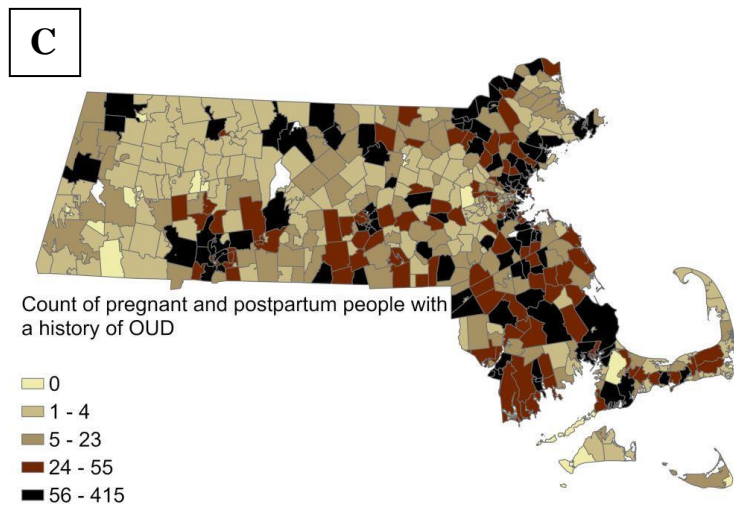 C
Count of pregnant and postpartum people with
a history of OUD
0
1 - 4
5 - 23
24 - 55
56 - 415